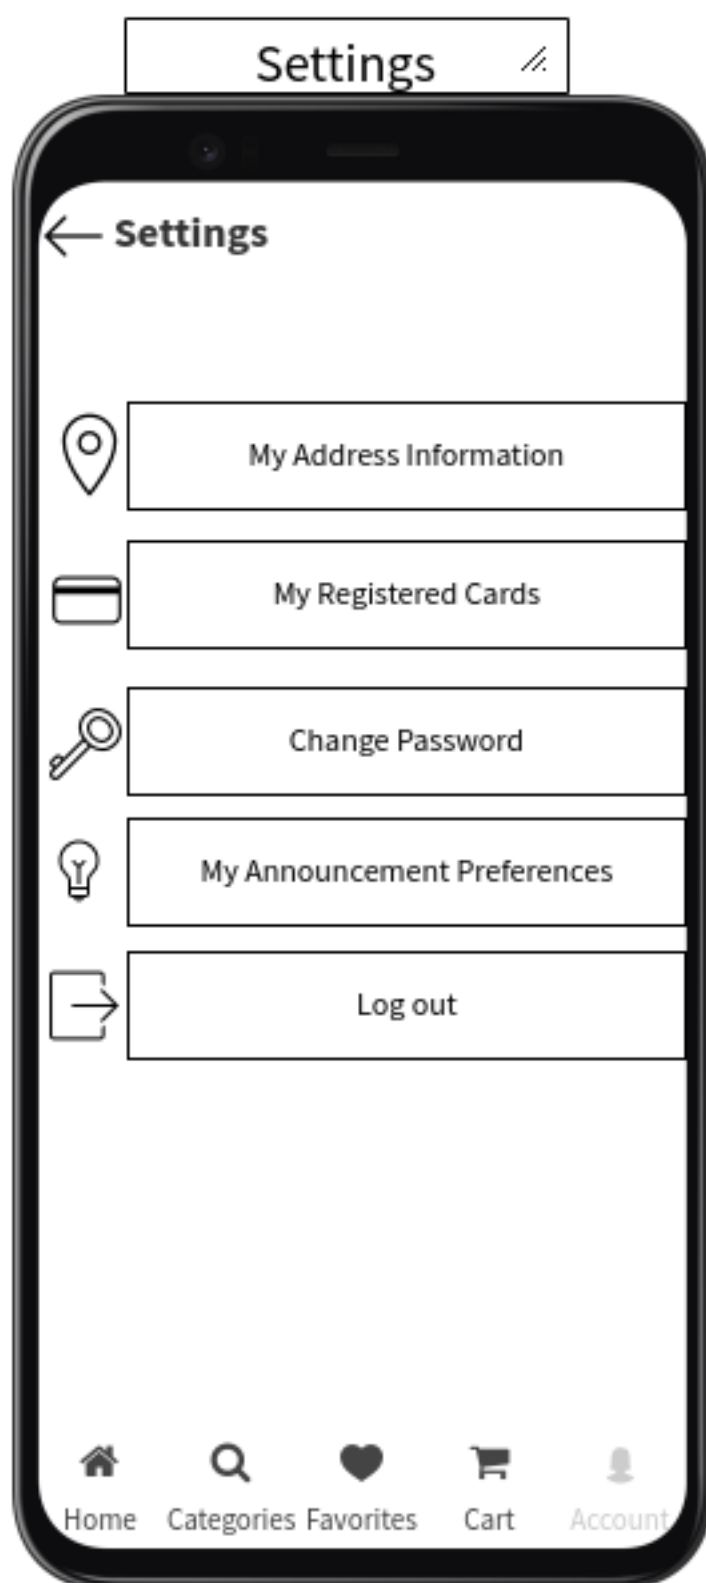 Settings
Settings
My Address Information
My Registered Cards
Change Password
My Announcement Preferences
Log out
Home Categories Favorites Cart Account